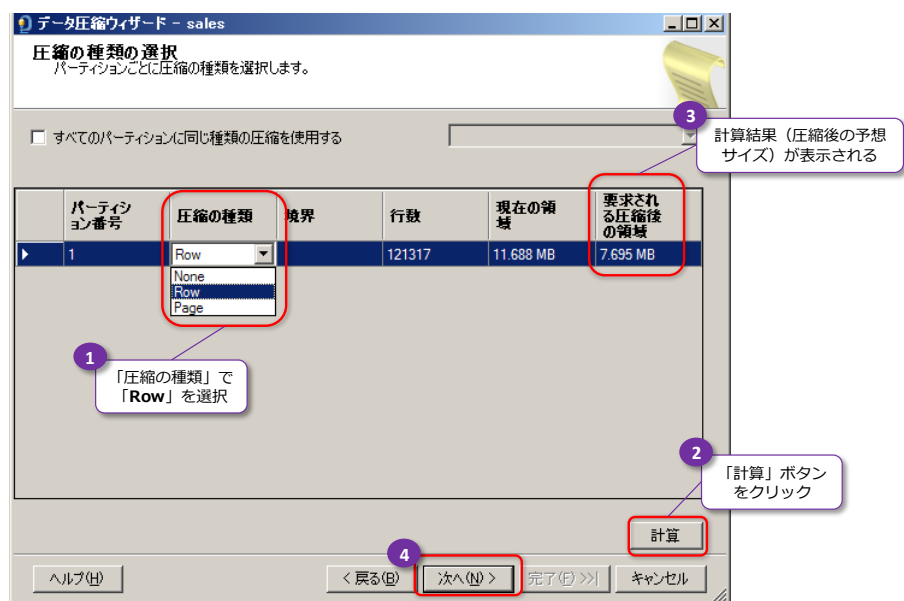 データ圧縮ウィザード - sales
圧縮の種類の選択
パーティションごとに圧縮の種類を選択します。
3
すべてのパーティションに同じ種類の圧縮を使用する
計算結果（圧縮後の予想
サイズ）が表示される
パーティシ
ョン番号
圧縮の種類
境界
行数
現在の領
域
要求され
る圧縮後
の領域
1
Row
121317
11.688 MB
7.695 MB
None
Row
Page
1
「圧縮の種類」で
「Row」を選択
2
「計算」ボタン
をクリック
計算
4
ヘルプ(H)
< 戻る(B)
次へ(N) >
完了(F) >>|
キャンセル